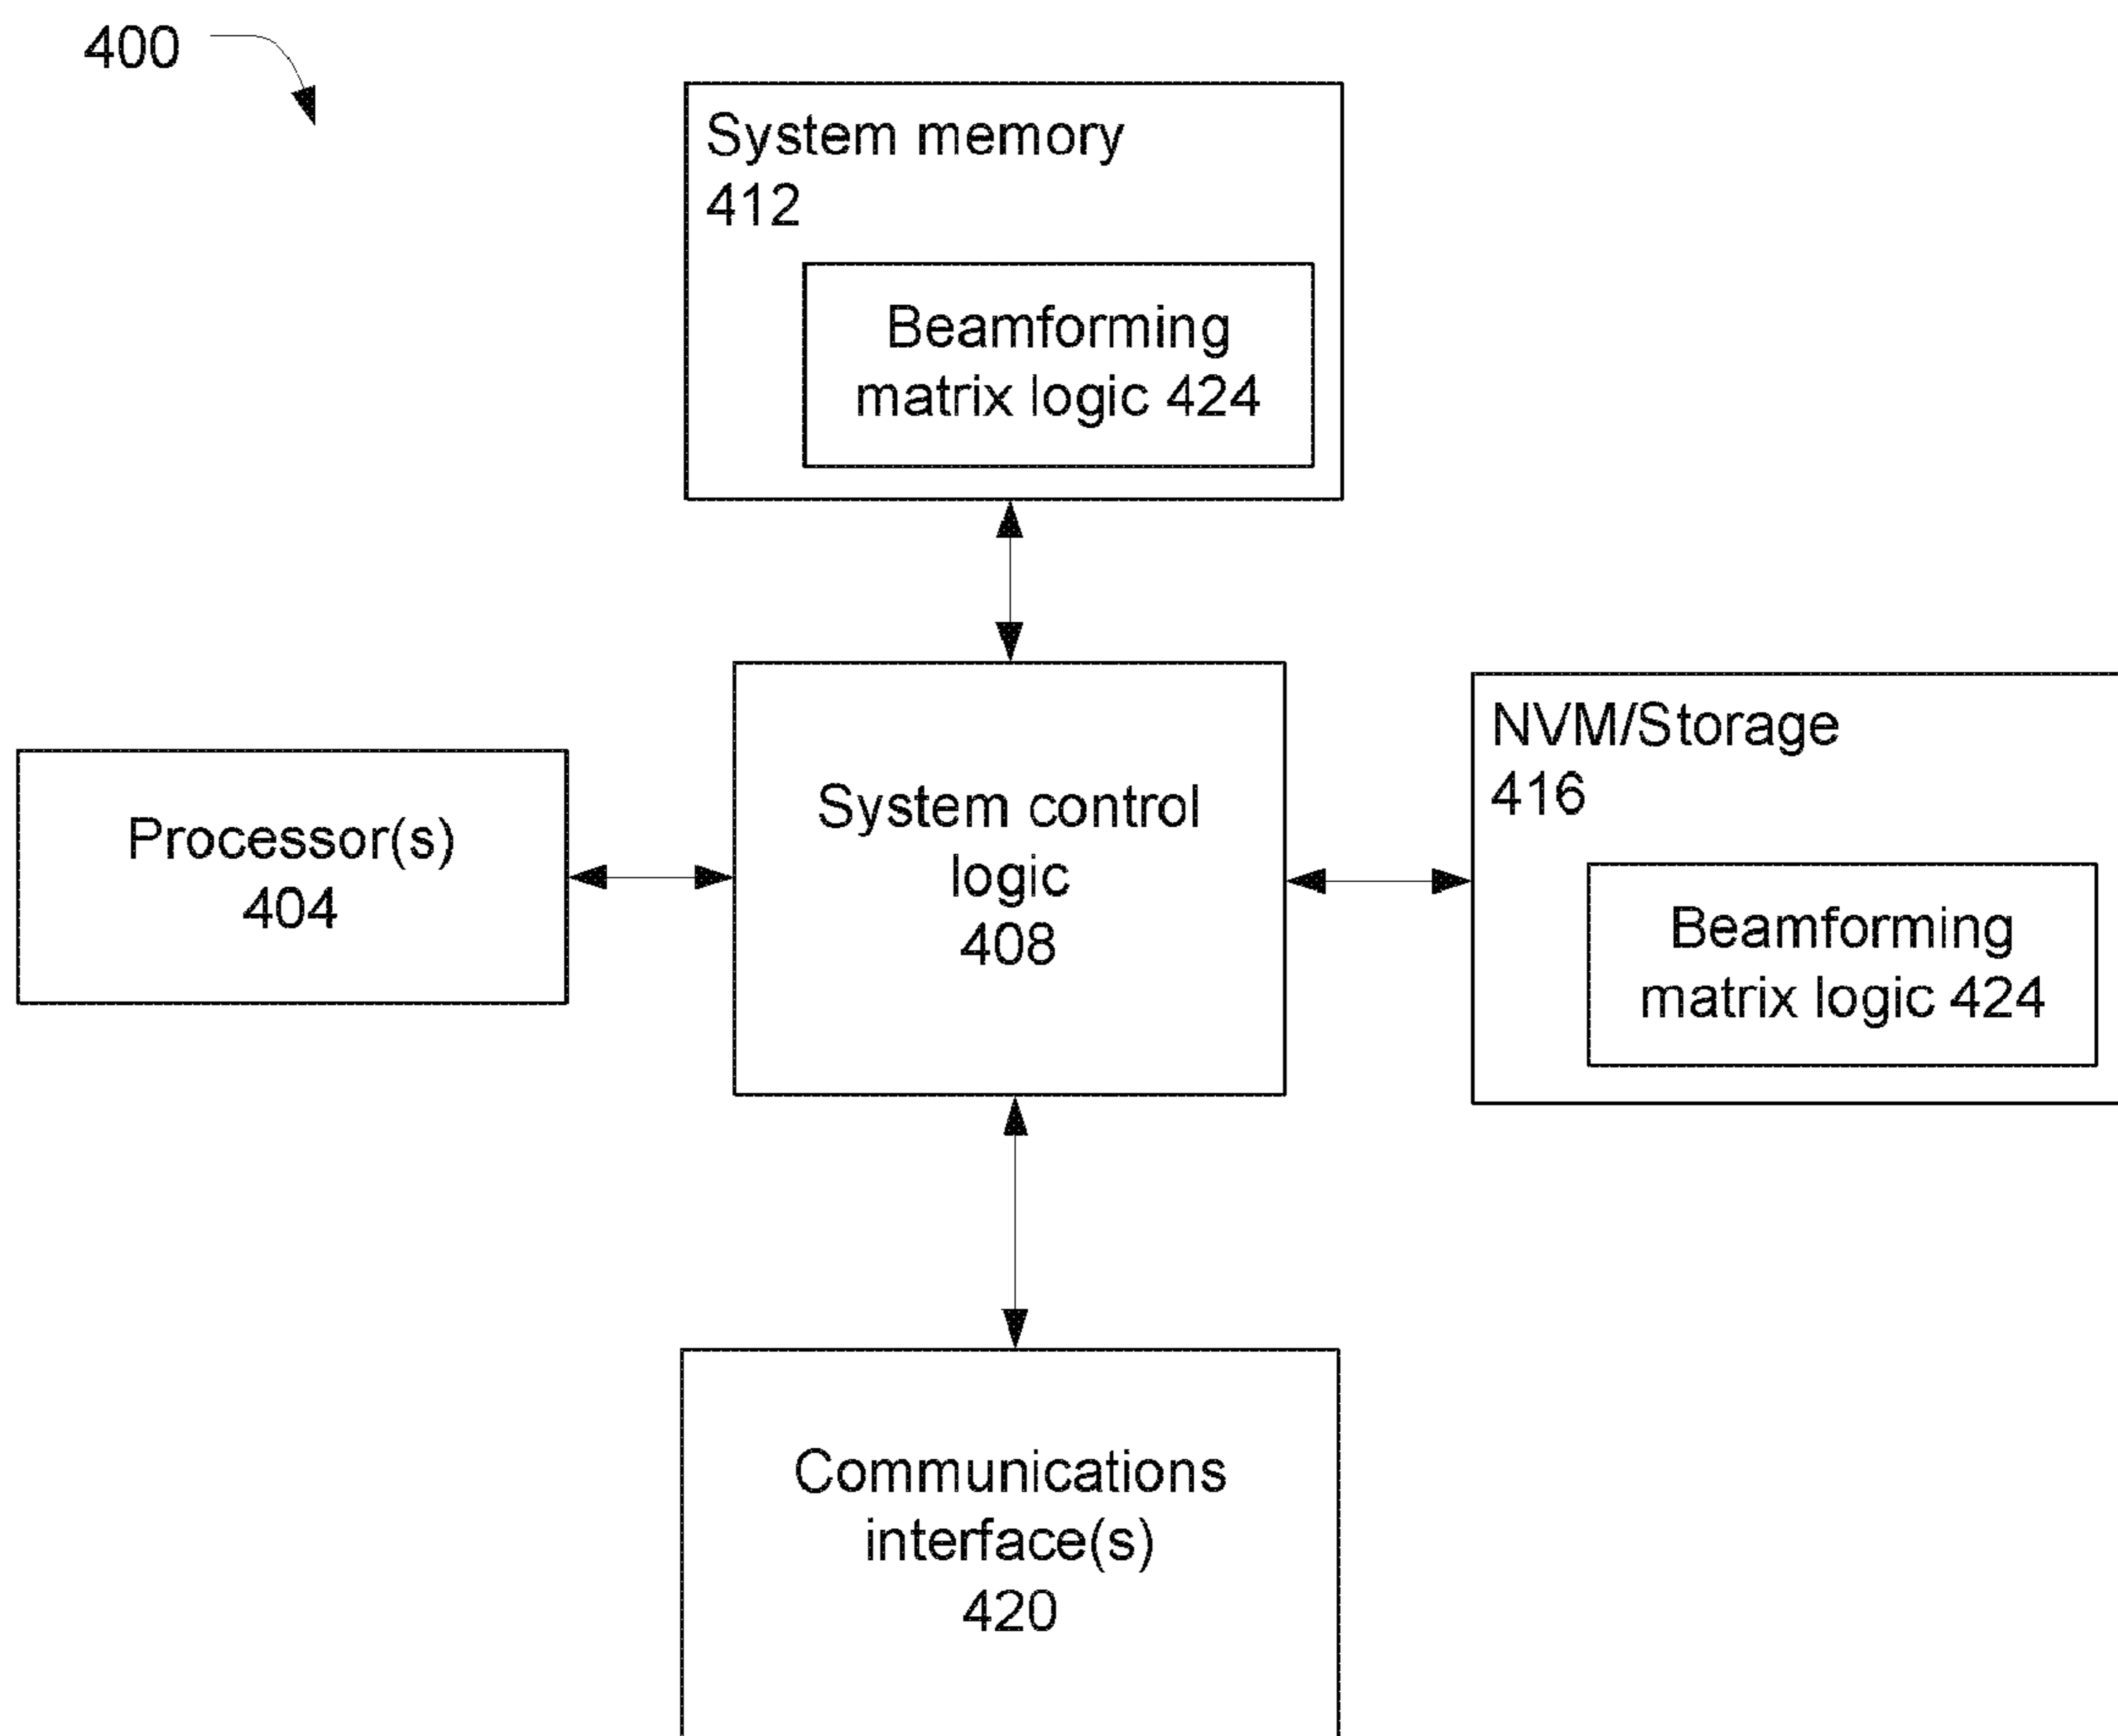 400
System memory
412
Beamforming
matrix logic 424
Processor(s)
404
System control
logic
408
NVM/Storage
416
Beamforming
matrix logic 424
Communications
interface(s)
420